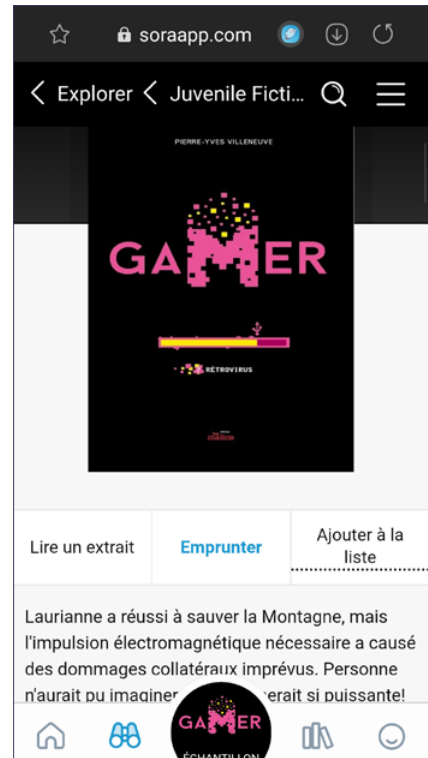 soraapp.com
Explorer Juvenile Ficti...
PIERRE-YVES VILLENEUVE
GAMER
RÉTROVIRUS
Lire un extrait
Emprunter
Ajouter à la
liste
Laurianne a réussi à sauver la Montagne, mais
l'impulsion électromagnétique nécessaire a causé
des dommages collatéraux imprévus. Personne
n'aurait pu imaginer serait si puissante!
GAMER
ÉCHANTILLON